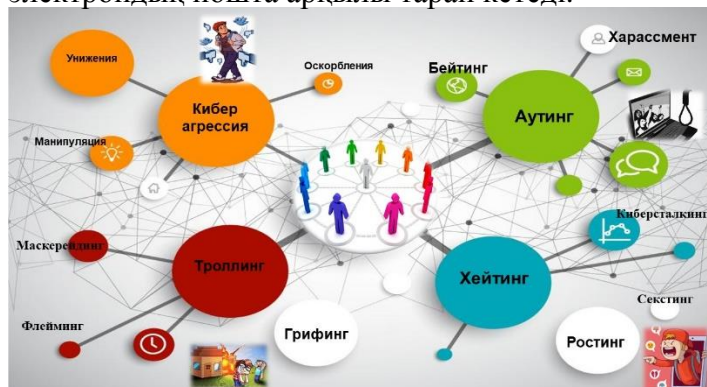 электрондық пошта арқылы таран кетеді.
Унижения
Оскорбления
Кибер
агрессия
Манипуляция
Харассмент
Бейтинг
Аутинг
Маскерейдинг
Троллинг
Флейминг
Грифинг
Киберсталкинг
Хейтинг
Секстинг
Ростинг